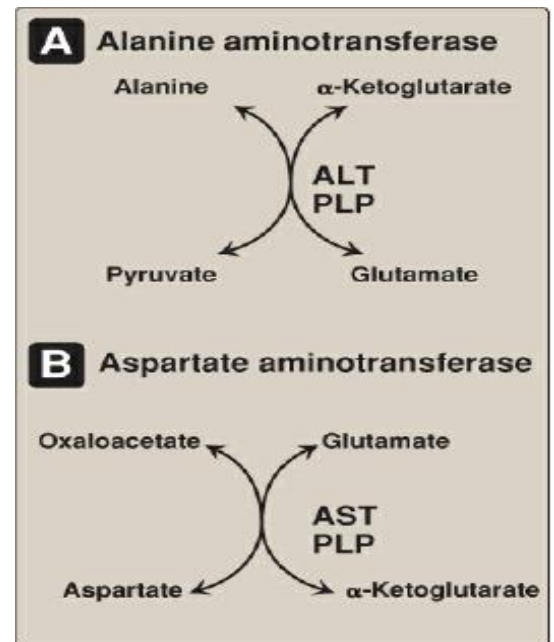 A Alanine aminotransferase
Alanine α-Ketoglutarate
ALT
PLP
Pyruvate Glutamate
B Aspartate aminotransferase
Oxaloacetate Glutamate
AST
PLP
Aspartate α-Ketoglutarate